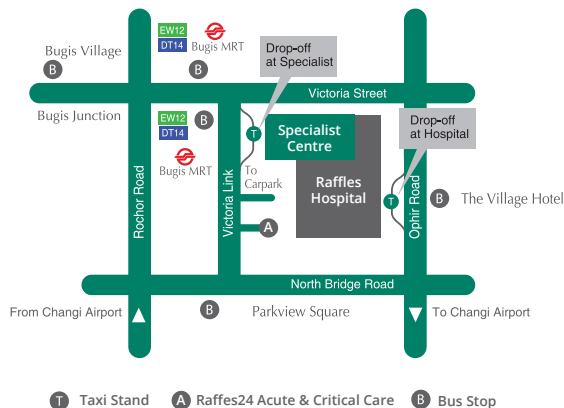 EW12
DT14
Bugis MRT
Bugis Village
B
B
Drop-off
at Specialist
Victoria Street
Bugis Junction
EW12
DT14
B
Bugis MRT
T
Specialist
Centre
Drop-off
at Hospital
To
Carpark
Raffles
Hospital
T
B
The Village Hotel
Rochor Road
Victoria Link
Ophir Road
A
North Bridge Road
From Changi Airport
B
Parkview Square
To Changi Airport
T Taxi Stand
A Raffes24 Acute & Critical Care
B Bus Stop